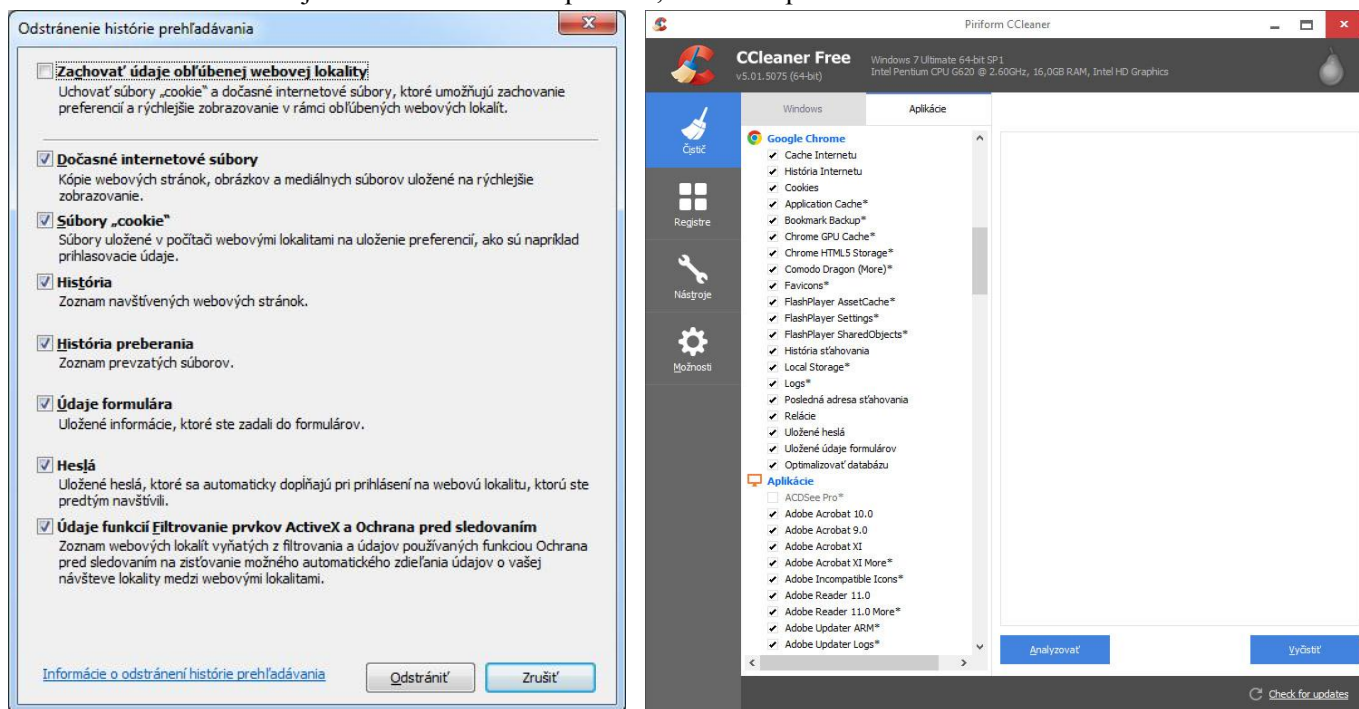 Odstránenie histórie prehľadávania
Zachovať údaje obľúbenej webovej lokality
Uchovať súbory „cookie“ a dočasné internetové súbory, ktoré umožňujú zachovanie
preferencií a rýchlejšie zobrazovanie v rámci obľúbených webových lokalít.
Dočasné internetové súbory
Kópie webových stránok, obrázkov a mediálnych súborov uložené na rýchlejšie
zobrazovanie.
Súbory „cookie“
Súbory uložené v počítači webovými lokalitami na uloženie preferencií, ako sú napríklad
prihlasovacie údaje.
História
Zoznam navštívených webových stránok.
História preberania
Zoznam prevzatých súborov.
Údaje formulára
Uložené informácie, ktoré ste zadali do formulárov.
Heslá
Uložené heslá, ktoré sa automaticky dopĺňajú pri prihlásení na webovú lokalitu, ktorú ste
predtým navštívili.
Údaje funkcií Filtrovanie prvkov ActiveX a Ochrana pred sledovaním
Zoznam webových lokalít vyňatých z filtrovania a údajov používaných funkciou Ochrana
pred sledovaním na zisťovanie možného automatického zdieľania údajov o vašej
návšteve lokality medzi webovými lokalitami.
Informácie o odstránení histórie prehľadávania
Odstrániť
Zrušiť
Piriform CCleaner
CCleaner Free
v5.01.5075 (64-bit)
Windows 7 Ultimate 64-bit SP1
Intel Pentium CPU G620 @ 2.60GHz, 16,0GB RAM, Intel HD Graphics
Čistič
Registre
Nástroje
Možnosti
Windows
Aplikácie
Google Chrome
Cache Internetu
História Internetu
Cookies
Application Cache*
Bookmark Backup*
Chrome GPU Cache*
Chrome HTML5 Storage*
Comodo Dragon (More)*
Favicons*
FlashPlayer AssetCache*
FlashPlayer Settings*
FlashPlayer SharedObjects*
História sťahovania
Local Storage*
Logs*
Posledná adresa sťahovania
Relácie
Uložené heslá
Uložené údaje formulárov
Optimalizovať databázu
Aplikácie
ACDSee Pro*
Adobe Acrobat 10.0
Adobe Acrobat 9.0
Adobe Acrobat XI
Adobe Acrobat XI More*
Adobe Incompatible Icons*
Adobe Reader 11.0
Adobe Reader 11.0 More*
Adobe Updater ARM*
Adobe Updater Logs*
Analyzovať
Vyčistiť
Check for updates